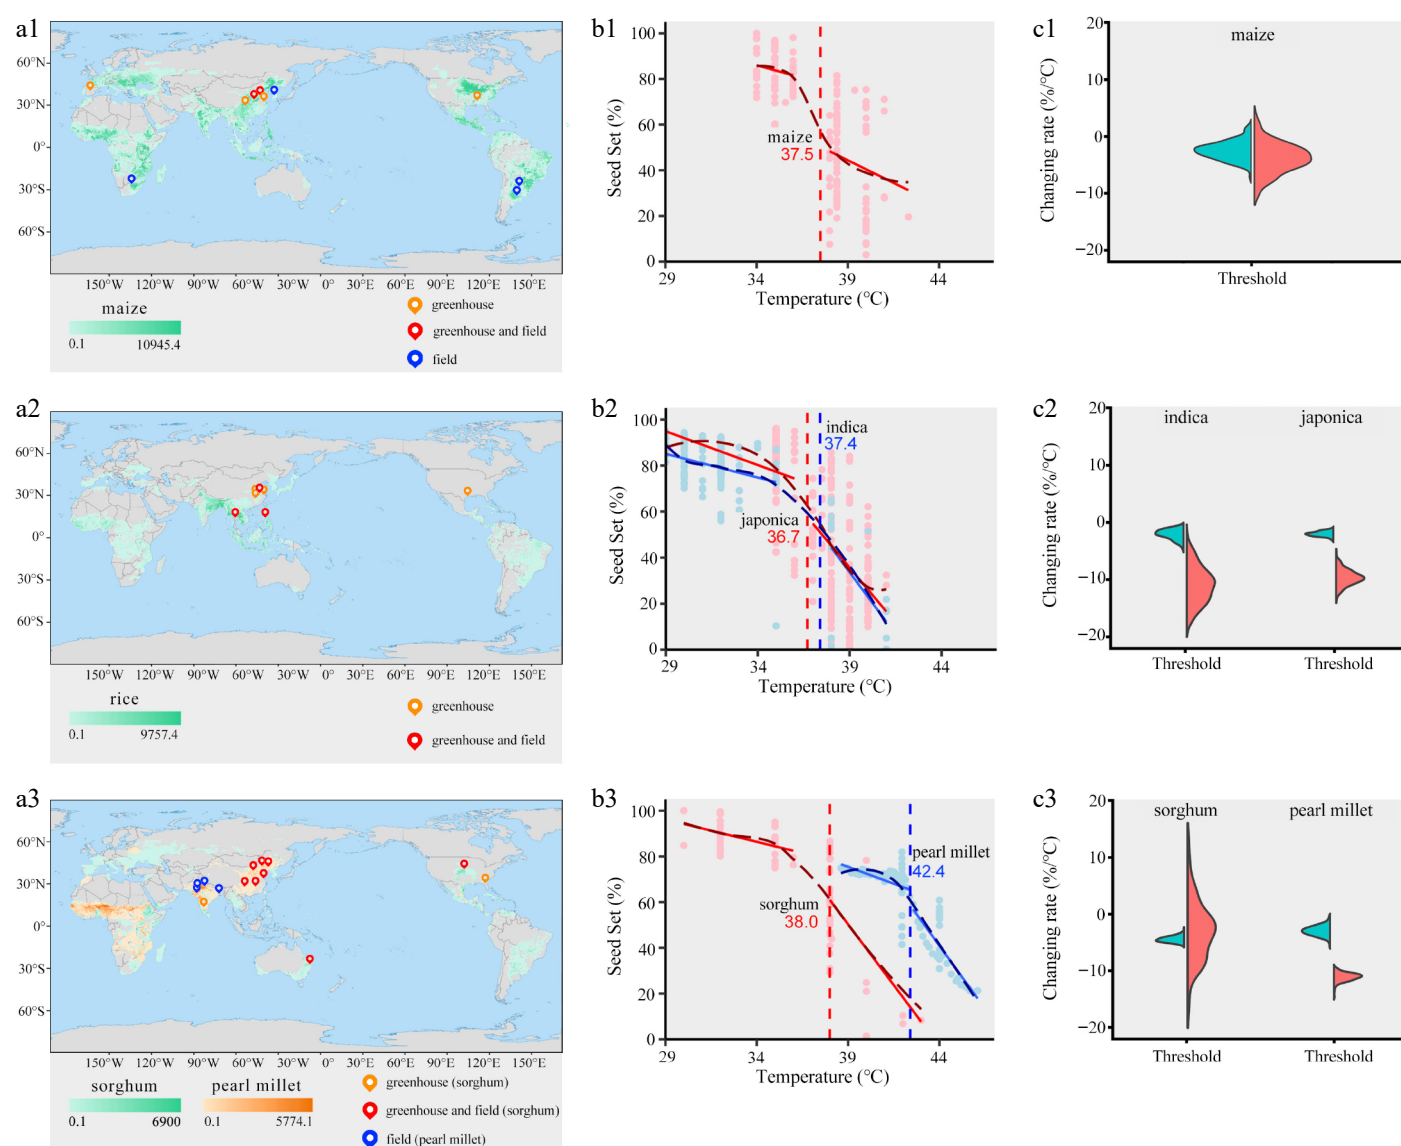 a1
60°N
30°N
0°
30°S
60°S
150°W 120°W 90°W 60°W 30°W 0° 30°E 60°E 90°E 120°E 150°E
maize
0.1 10945.4
greenhouse
greenhouse and field
field
b1
Seed Set (%)
100
80
60
40
20
0
maize
37.5
29 34 39 44
Temperature (°C)
c1
Changing rate (%/°C)
20
10
0
−10
−20
maize
Threshold
a2
60°N
30°N
0°
30°S
60°S
150°W 120°W 90°W 60°W 30°W 0° 30°E 60°E 90°E 120°E 150°E
rice
0.1 9757.4
greenhouse
greenhouse and field
b2
Seed Set (%)
100
80
60
40
20
0
indica
37.4
japonica
36.7
29 34 39 44
Temperature (°C)
c2
Changing rate (%/°C)
20
10
0
−10
−20
indica japonica
Threshold Threshold
a3
60°N
30°N
0°
30°S
60°S
150°W 120°W 90°W 60°W 30°W 0° 30°E 60°E 90°E 120°E 150°E
sorghum pearl millet
0.1 6900 0.1 5774.1
greenhouse (sorghum)
greenhouse and field (sorghum)
field (pearl millet)
b3
Seed Set (%)
100
80
60
40
20
0
pearl millet
42.4
sorghum
38.0
29 34 39 44
Temperature (°C)
c3
Changing rate (%/°C)
20
10
0
−10
−20
sorghum pearl millet
Threshold Threshold